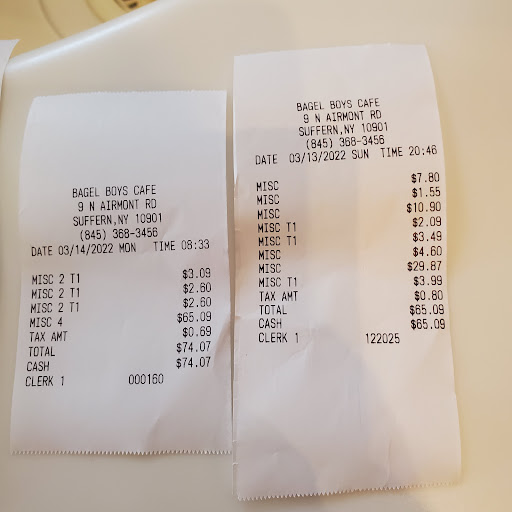 BAGEL BOYS CAFE
9 N AIRMONT RD
SUFFERN,NY 10901
(845) 368-3456
DATE 03/14/2022 MON TIME 08:33
MISC 2 T1 $3.09
MISC 2 T1 $2.60
MISC 2 T1 $2.60
MISC 4 $65.09
TAX AMT $0.69
TOTAL $74.07
CASH $74.07
CLERK 1 000160
BAGEL BOYS CAFE
9 N AIRMONT RD
SUFFERN,NY 10901
(845) 368-3456
DATE 03/13/2022 SUN TIME 20:46
MISC $7.80
MISC $1.55
MISC $10.90
MISC T1 $2.09
MISC T1 $3.49
MISC $4.60
MISC $29.87
MISC T1 $3.99
TAX AMT $0.80
TOTAL $65.09
CASH $65.09
CLERK 1 122025